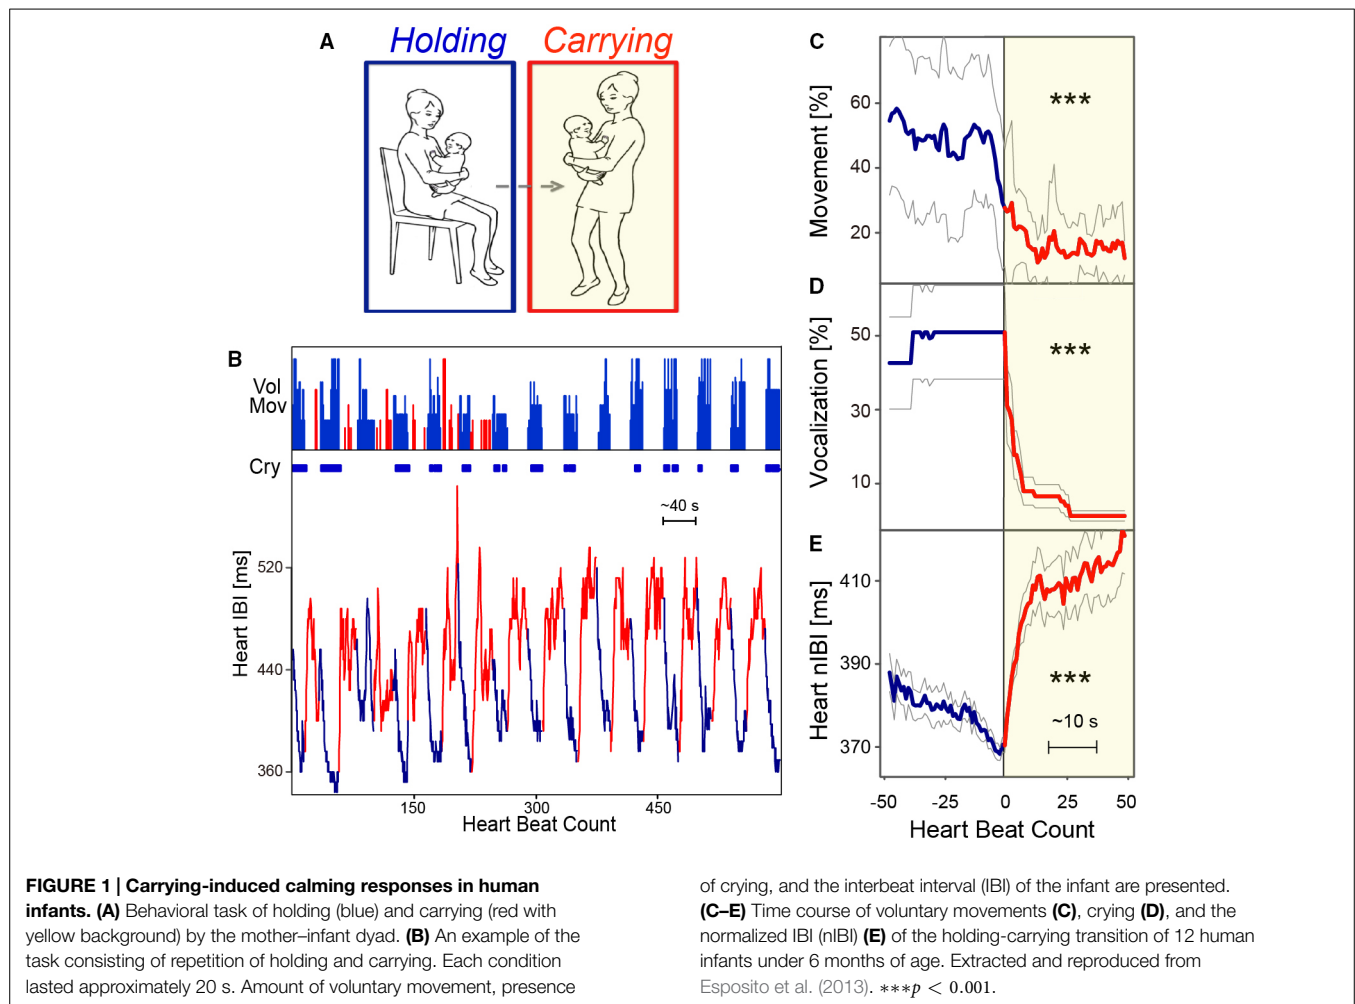 A
Holding
Carrying
B
Vol
Mov
Cry
~40 s
Heart IBI [ms]
520
440
360
150
300
450
Heart Beat Count
C
Movement [%]
60
40
20
***
D
Vocalization [%]
50
30
10
***
E
Heart nIBI [ms]
410
390
370
***
~10 s
-50
-25
0
25
50
Heart Beat Count
FIGURE 1 | Carrying-induced calming responses in human
infants. (A) Behavioral task of holding (blue) and carrying (red with
yellow background) by the mother–infant dyad. (B) An example of the
task consisting of repetition of holding and carrying. Each condition
lasted approximately 20 s. Amount of voluntary movement, presence
of crying, and the interbeat interval (IBI) of the infant are presented.
(C–E) Time course of voluntary movements (C), crying (D), and the
normalized IBI (nIBI) (E) of the holding-carrying transition of 12 human
infants under 6 months of age. Extracted and reproduced from
Esposito et al. (2013). ***p < 0.001.